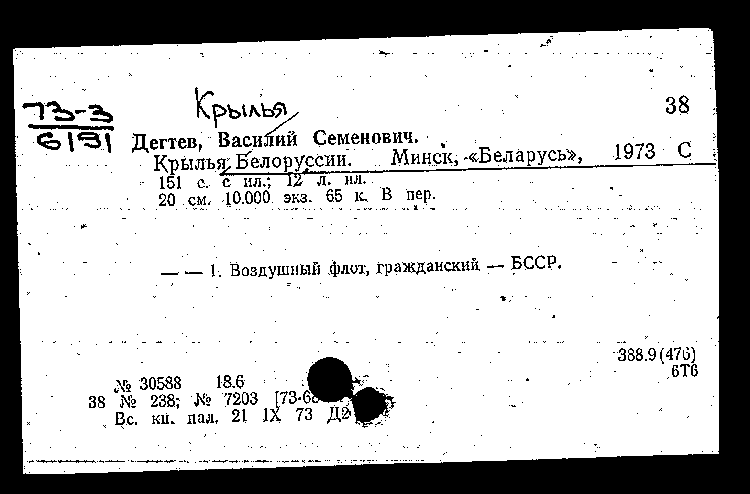 Крылья
73-3
6191
38
Дегтев, Василий Семенович.
Крылья Белоруссии. Минск, «Беларусь», 1973 С
151 с. с ил.; 12 л. ил.
20 см. 10.000 экз. 65 к. В пер.
— — 1. Воздушный флот, гражданский — БССР.
388.9(476)
6Т6
№ 30588 18.6
38 № 238; № 7203 [73-6
Вс. кн. пал. 21 IX 73 Д2